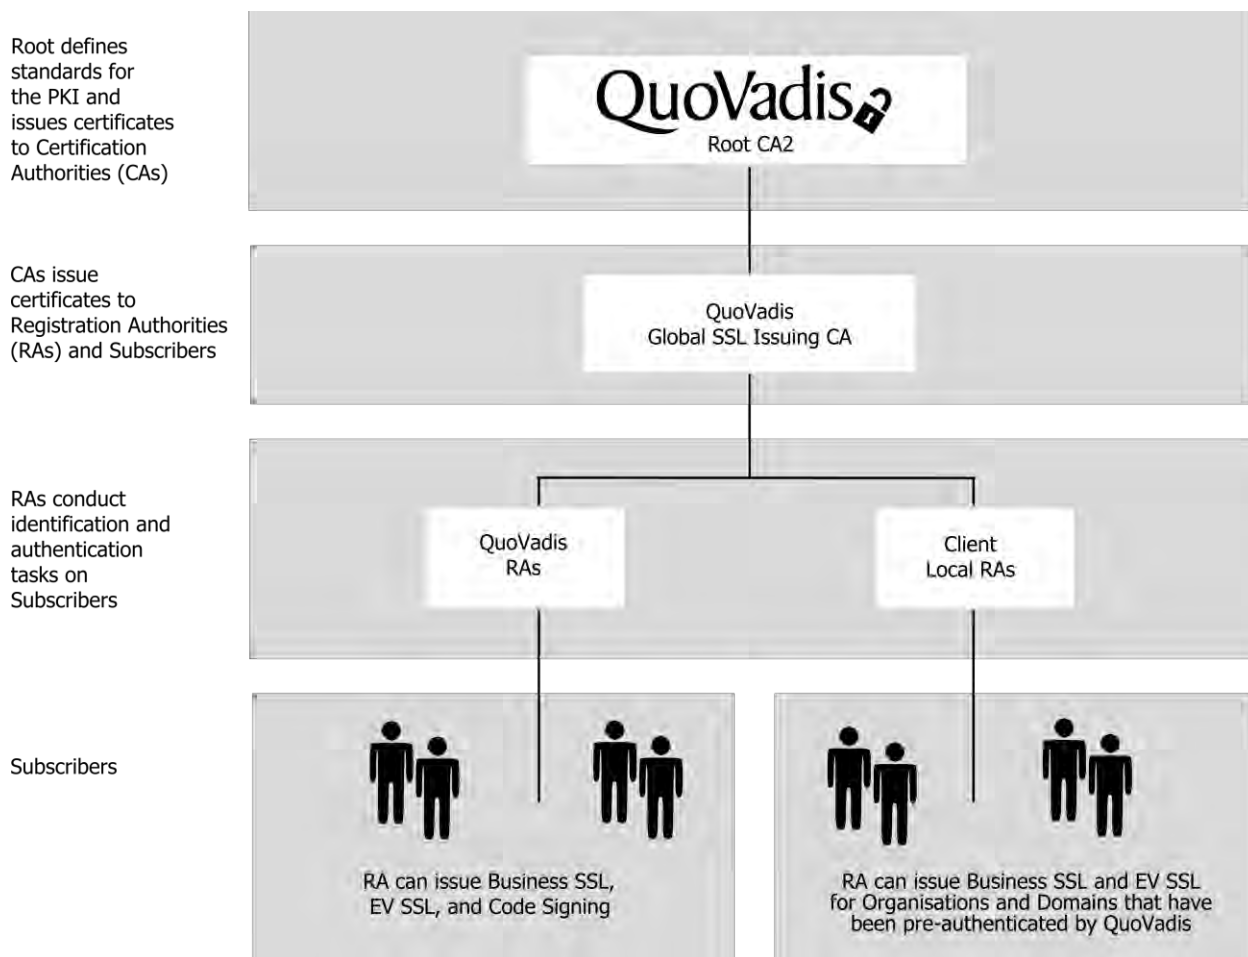 Root defines
standards for
the PKI and
issues certificates
to Certification
Authorities (CAs)
QuoVadis
Root CA2
CAs issue
certificates to
Registration Authorities
(RAs) and Subscribers
QuoVadis
Global SSL Issuing CA
RAs conduct
identification and
authentication
tasks on
Subscribers
QuoVadis
RAs
Client
Local RAs
Subscribers
RA can issue Business SSL,
EV SSL, and Code Signing
RA can issue Business SSL and EV SSL
for Organisations and Domains that have
been pre-authenticated by QuoVadis